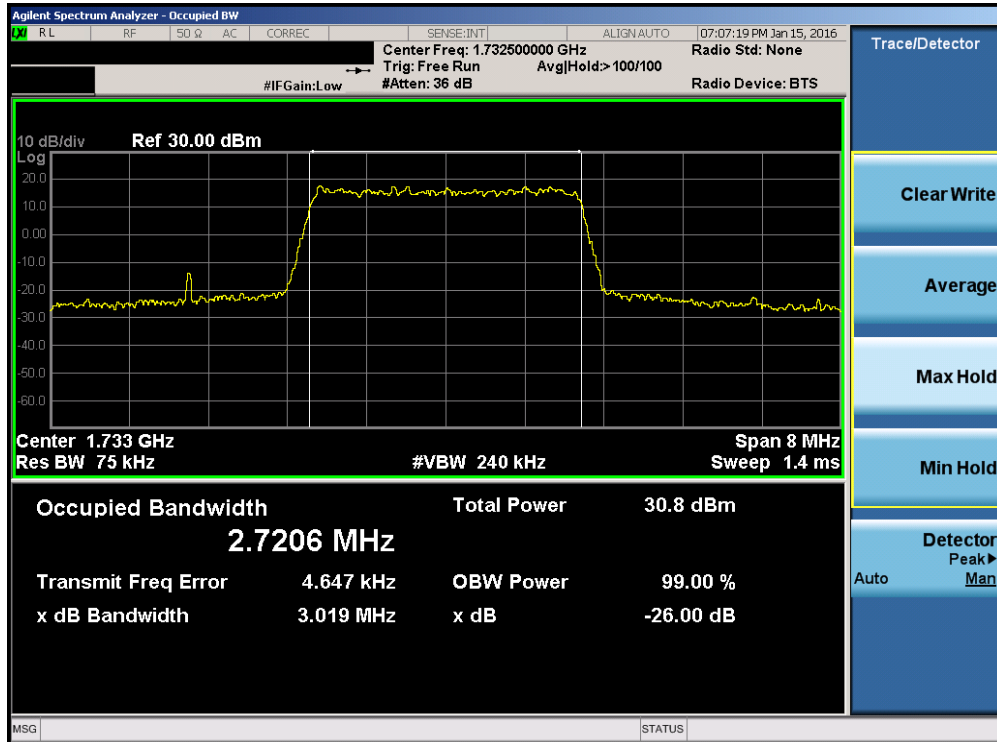 Agilent Spectrum Analyzer - Occupied BW
LXI RL RF 50 Ω AC CORREC SENSE:INT ALIGN AUTO 07:07:19 PM Jan 15, 2016
Center Freq: 1.732500000 GHz Radio Std: None
Trig: Free Run Avg|Hold:> 100/100
#IFGain:Low #Atten: 36 dB Radio Device: BTS
10 dB/div Ref 30.00 dBm
Log
20.0
10.0
0.00
-10.0
-20.0
-30.0
-40.0
-50.0
-60.0
Center 1.733 GHz Span 8 MHz
Res BW 75 kHz #VBW 240 kHz Sweep 1.4 ms
Occupied Bandwidth Total Power 30.8 dBm
2.7206 MHz
Transmit Freq Error 4.647 kHz OBW Power 99.00 %
x dB Bandwidth 3.019 MHz x dB -26.00 dB
MSG STATUS
Trace/Detector
Clear Write
Average
Max Hold
Min Hold
Detector
Peak▶
Auto Man